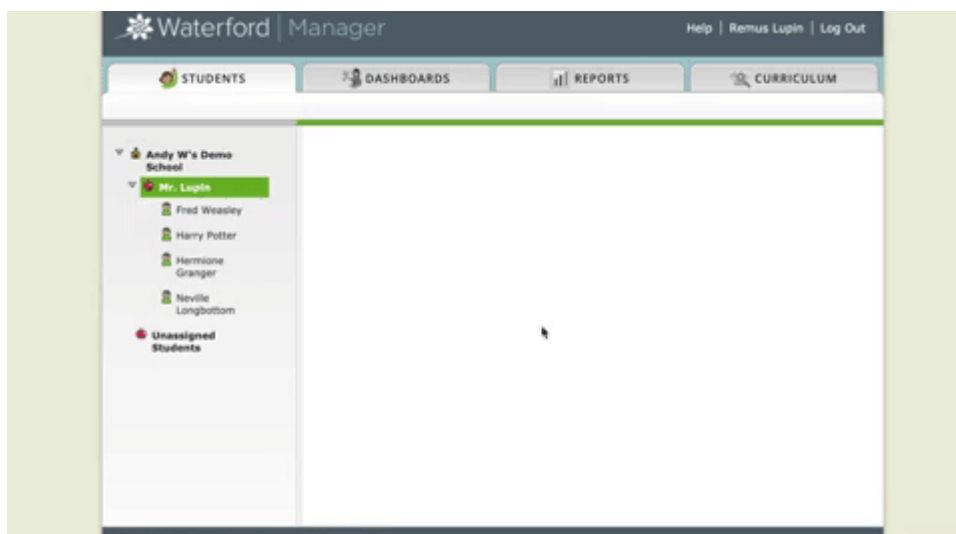 Waterford | Manager
Help | Remus Lupin | Log Out
STUDENTS
DASHBOARDS
REPORTS
CURRICULUM
Andy W's Demo
School
Mr. Lupin
Fred Weasley
Harry Potter
Hermione
Granger
Neville
Longbottom
Unassigned
Students